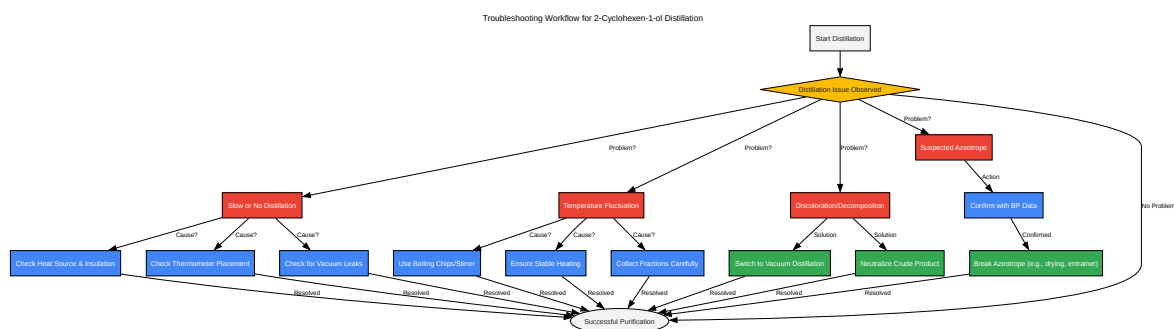 Troubleshooting Workflow for 2-Cyclohexen-1-ol Distillation
Start Distillation
Distillation Issue Observed
Problem?
Suspected Azeotrope
Problem?
Problem?
Problem?
Action
Slow or No Distillation
Temperature Fluctuation
Discoloration/Decomposition
Confirm with BP Data
No Problem
Cause?
Cause?
Cause?
Cause?
Cause?
Cause?
Solution
Solution
Confirmed
Check Heat Source & Insulation
Check Thermometer Placement
Check for Vacuum Leaks
Use Boiling Chips/Stirrer
Ensure Stable Heating
Collect Fractions Carefully
Switch to Vacuum Distillation
Neutralize Crude Product
Break Azeotrope (e.g., drying, entrainer)
Resolved
Resolved
Resolved
Resolved
Resolved
Resolved
Resolved
Resolved
Resolved
Successful Purification